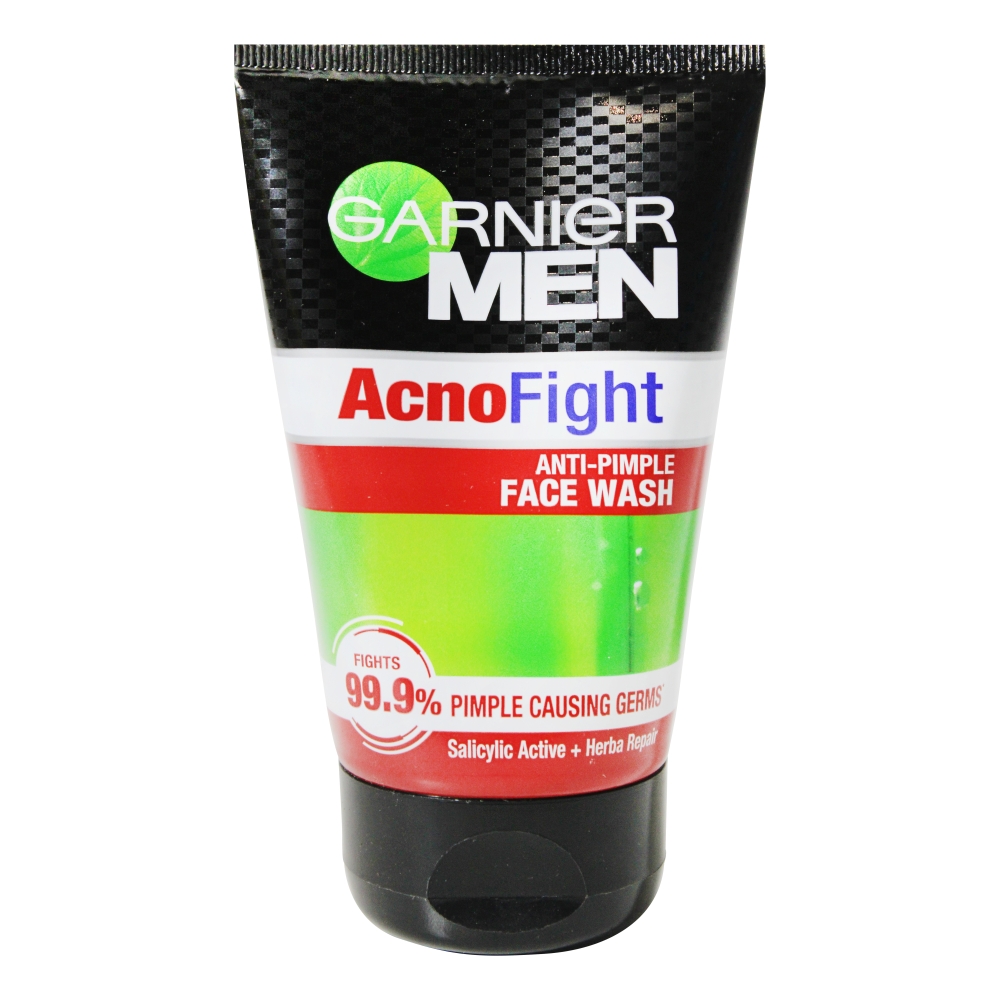 GARNIER
MEN
AcnoFight
ANTI-PIMPLE
FACE WASH
FIGHTS
99.9% PIMPLE CAUSING GERMS*
Salicylic Active + Herba Repair